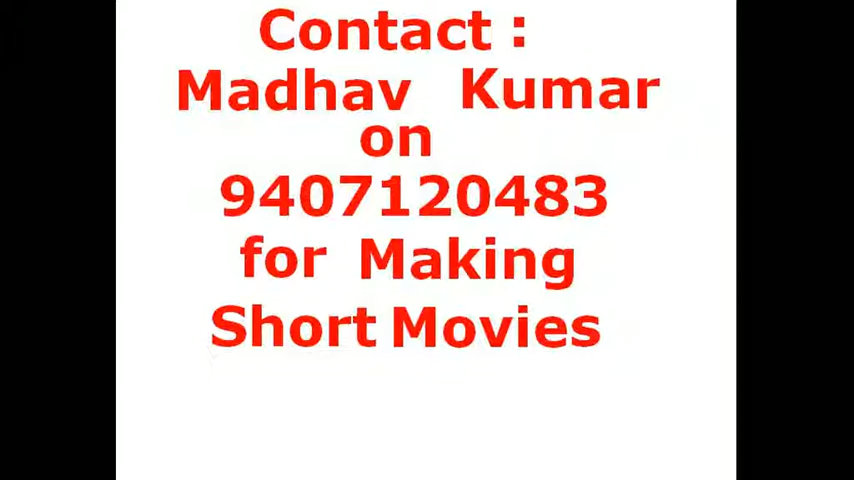 Contact :
Madhav Kumar
on
9407120483
for Making
Short Movies